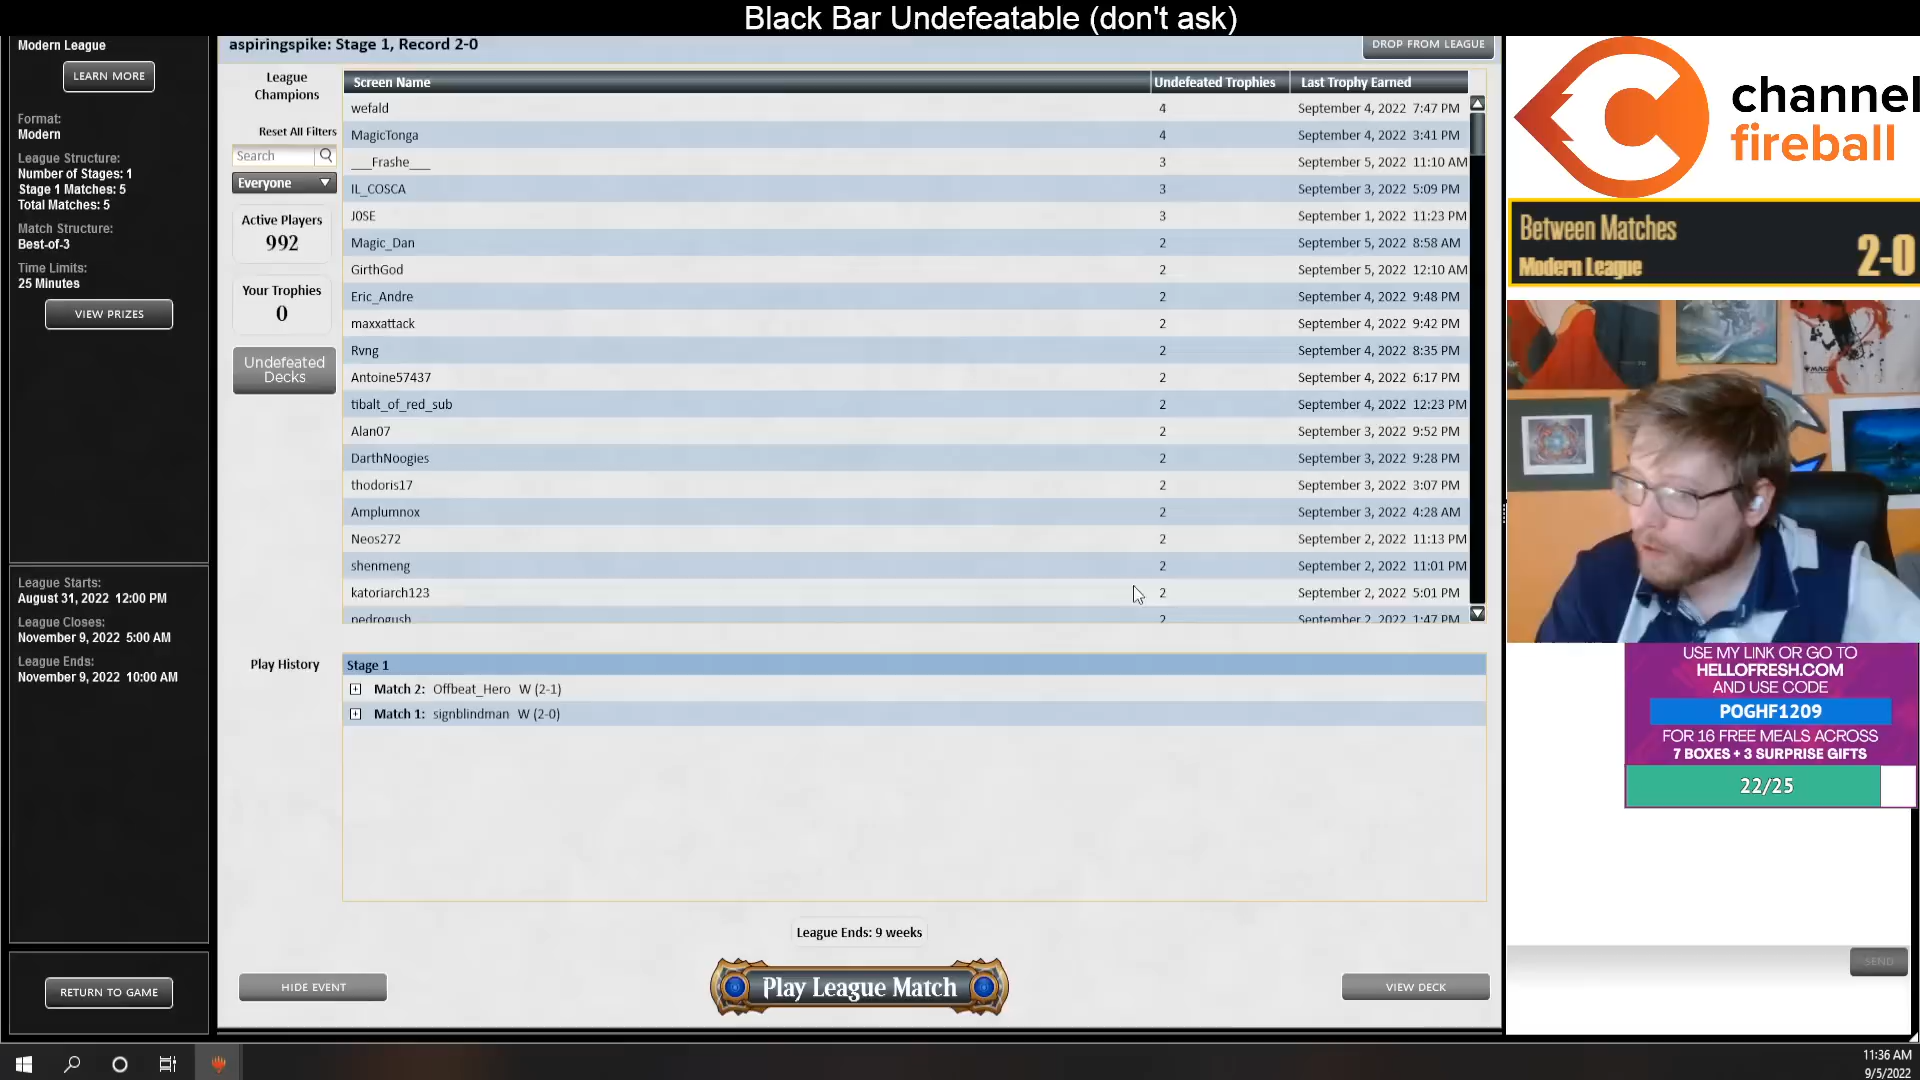 Black Bar Undefeatable (don't ask)
Modern League
LEARN MORE
Format:
Modern
League Structure:
Number of Stages: 1
Stage 1 Matches: 5
Total Matches: 5
Match Structure:
Best-of-3
Time Limits:
25 Minutes
VIEW PRIZES
League Starts:
August 31, 2022 12:00 PM
League Closes:
November 9, 2022 5:00 AM
League Ends:
November 9, 2022 10:00 AM
RETURN TO GAME
aspiringspike: Stage 1, Record 2-0
DROP FROM LEAGUE
League
Champions
Reset All Filters
Search
Everyone
Active Players
992
Your Trophies
0
Undefeated
Decks
Screen Name Undefeated Trophies Last Trophy Earned
wefald 4 September 4, 2022 7:47 PM
MagicTonga 4 September 4, 2022 3:41 PM
___Frashe___ 3 September 5, 2022 11:10 AM
IL_COSCA 3 September 3, 2022 5:09 PM
J0SE 3 September 1, 2022 11:23 PM
Magic_Dan 2 September 5, 2022 8:58 AM
GirthGod 2 September 5, 2022 12:10 AM
Eric_Andre 2 September 4, 2022 9:48 PM
maxxattack 2 September 4, 2022 9:42 PM
Rvng 2 September 4, 2022 8:35 PM
Antoine57437 2 September 4, 2022 6:17 PM
tibalt_of_red_sub 2 September 4, 2022 12:23 PM
Alan07 2 September 3, 2022 9:52 PM
DarthNoogies 2 September 3, 2022 9:28 PM
thodoris17 2 September 3, 2022 3:07 PM
Amplumnox 2 September 3, 2022 4:28 AM
Neos272 2 September 2, 2022 11:13 PM
shenmeng 2 September 2, 2022 11:01 PM
katoriarch123 2 September 2, 2022 5:01 PM
pedrogush 2 September 2, 2022 1:47 PM
Play History
Stage 1
Match 2: Offbeat_Hero W (2-1)
Match 1: signblindman W (2-0)
League Ends: 9 weeks
HIDE EVENT
Play League Match
VIEW DECK
channel
fireball
Between Matches
Modern League
2-0
USE MY LINK OR GO TO
HELLOFRESH.COM
AND USE CODE
POGHF1209
FOR 16 FREE MEALS ACROSS
7 BOXES + 3 SURPRISE GIFTS
22/25
SEND
11:36 AM
9/5/2022